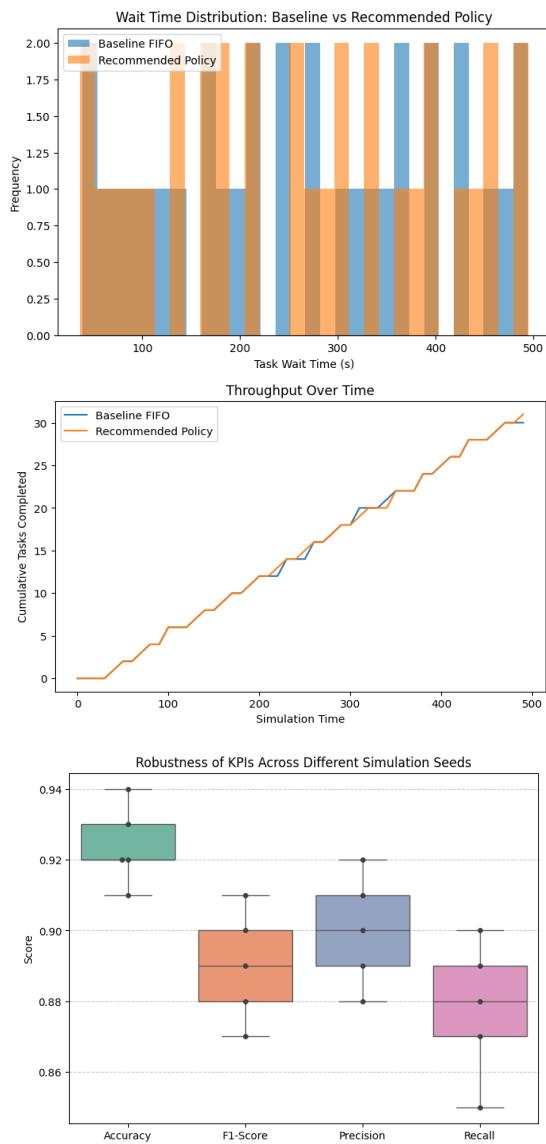 Wait Time Distribution: Baseline vs Recommended Policy
Baseline FIFO
Recommended Policy
2.00
1.75
1.50
1.25
1.00
0.75
0.50
0.25
0.00
Frequency
100 200 300 400 500
Task Wait Time (s)
Throughput Over Time
Baseline FIFO
Recommended Policy
30
25
20
15
10
5
0
Cumulative Tasks Completed
0 100 200 300 400 500
Simulation Time
Robustness of KPIs Across Different Simulation Seeds
0.94
0.92
0.90
0.88
0.86
Score
Accuracy F1-Score Precision Recall